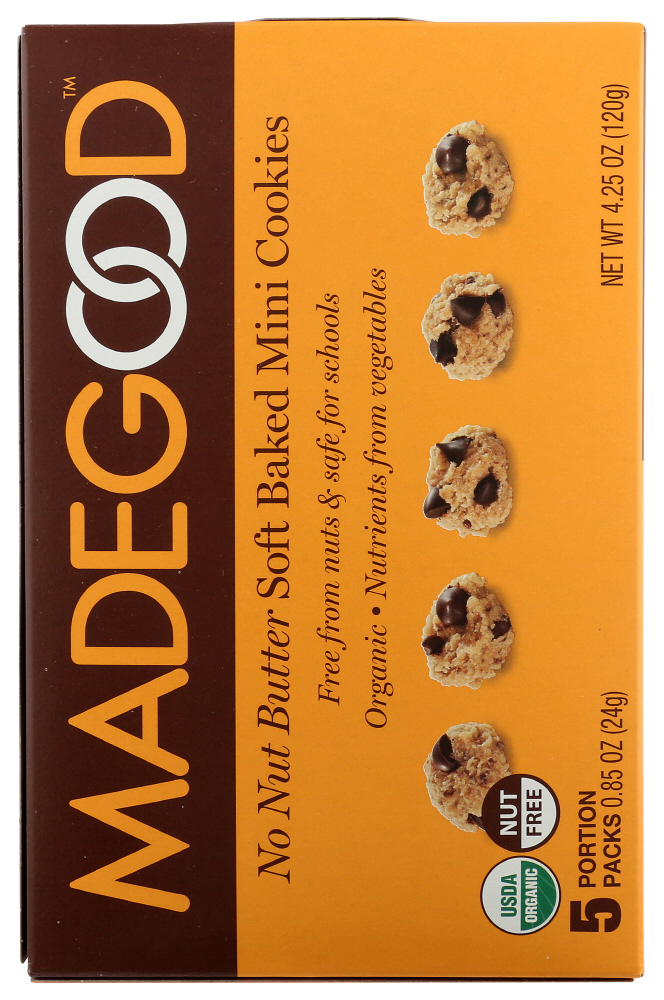 MADEGOOD™
No Nut Butter Soft Baked Mini Cookies
Free from nuts & safe for schools
Organic • Nutrients from vegetables
USDA
ORGANIC
NUT
FREE
5 PORTION
PACKS 0.85 OZ (24g)
NET WT 4.25 OZ (120g)